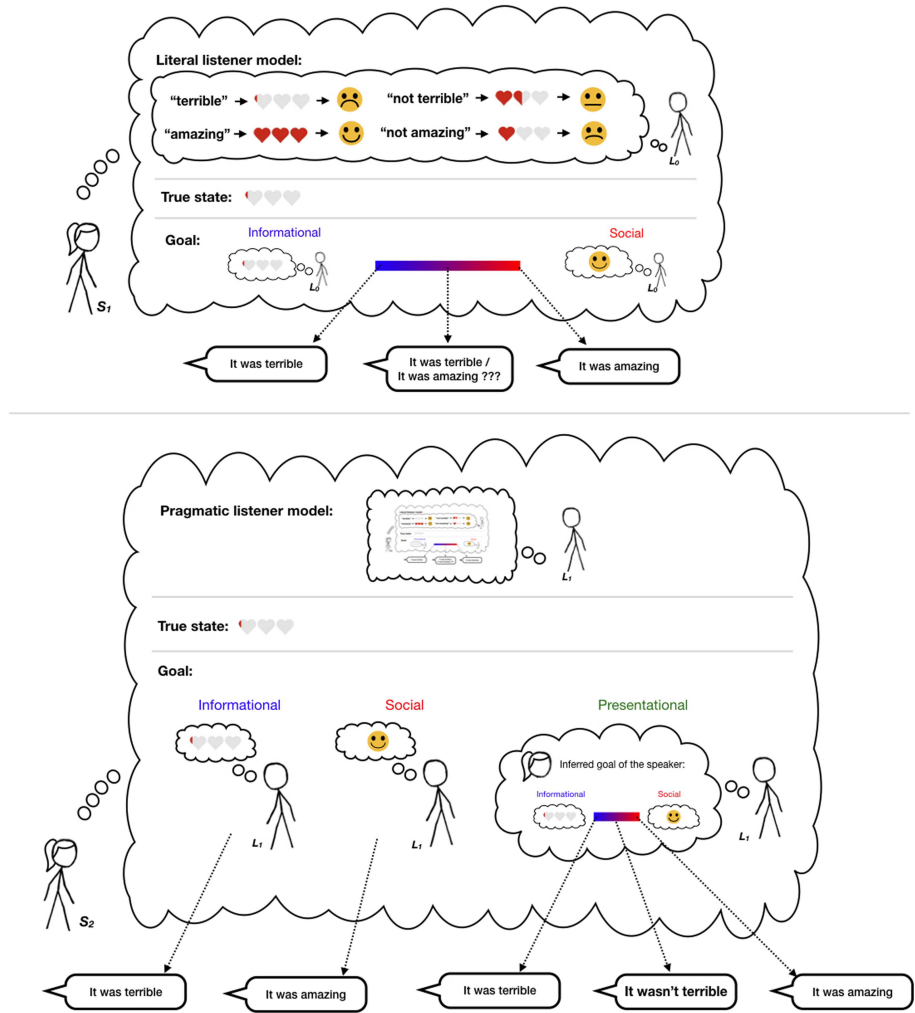 Literal listener model:
“terrible”
“not terrible”
“amazing”
“not amazing”
L0
True state:
Goal:
Informational
Social
L0
L0
S1
It was terrible
It was terrible /
It was amazing ???
It was amazing
Pragmatic listener model:
L1
True state:
Goal:
Informational
Social
Presentational
Inferred goal of the speaker:
Informational
Social
L1
L1
L1
S2
It was terrible
It was amazing
It was terrible
It wasn’t terrible
It was amazing